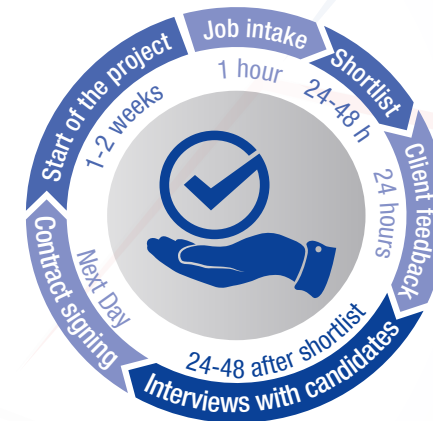 Job intake
1 hour
Shortlist
24-48 h
Client feedback
24 hours
Interviews with candidates
24-48 after shortlist
Contract signing
Next Day
Start of the project
1-2 weeks